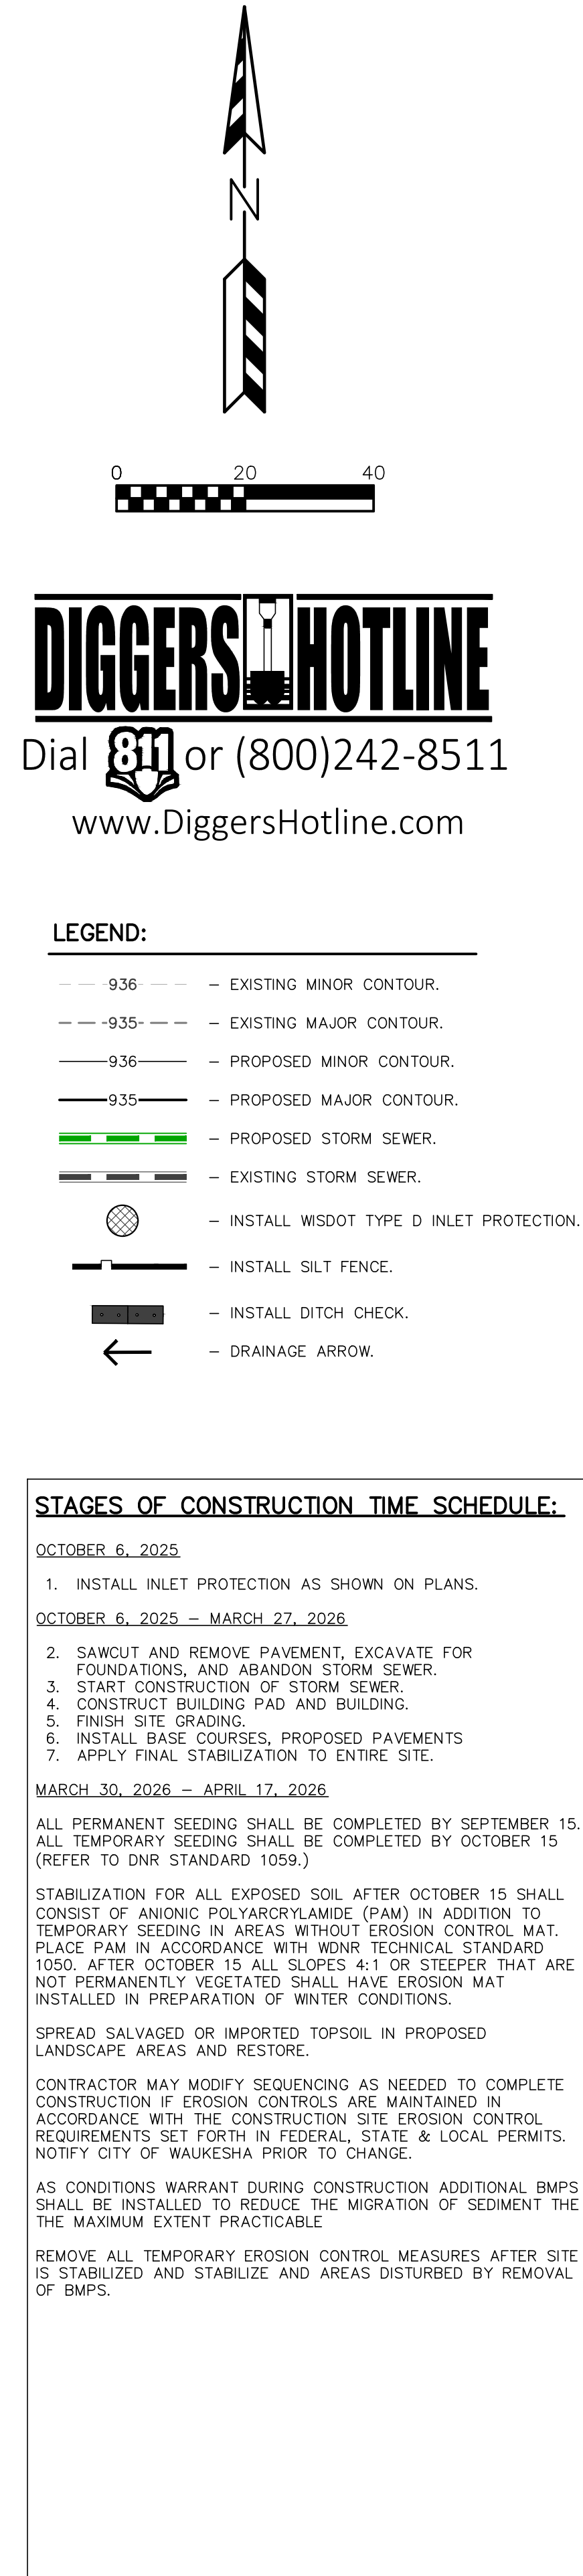 N
0 20 40
DIGGERS HOTLINE
Dial 811 or (800)242-8511
www.DiggersHotline.com
LEGEND:
936 – EXISTING MINOR CONTOUR.
935 – EXISTING MAJOR CONTOUR.
936 – PROPOSED MINOR CONTOUR.
935 – PROPOSED MAJOR CONTOUR.
– PROPOSED STORM SEWER.
– EXISTING STORM SEWER.
– INSTALL WISDOT TYPE D INLET PROTECTION.
– INSTALL SILT FENCE.
– INSTALL DITCH CHECK.
– DRAINAGE ARROW.
STAGES OF CONSTRUCTION TIME SCHEDULE:
OCTOBER 6, 2025
1. INSTALL INLET PROTECTION AS SHOWN ON PLANS.
OCTOBER 6, 2025 – MARCH 27, 2026
2. SAWCUT AND REMOVE PAVEMENT, EXCAVATE FOR
FOUNDATIONS, AND ABANDON STORM SEWER.
3. START CONSTRUCTION OF STORM SEWER.
4. CONSTRUCT BUILDING PAD AND BUILDING.
5. FINISH SITE GRADING.
6. INSTALL BASE COURSES, PROPOSED PAVEMENTS
7. APPLY FINAL STABILIZATION TO ENTIRE SITE.
MARCH 30, 2026 – APRIL 17, 2026
ALL PERMANENT SEEDING SHALL BE COMPLETED BY SEPTEMBER 15.
ALL TEMPORARY SEEDING SHALL BE COMPLETED BY OCTOBER 15
(REFER TO DNR STANDARD 1059.)
STABILIZATION FOR ALL EXPOSED SOIL AFTER OCTOBER 15 SHALL
CONSIST OF ANIONIC POLYARCRYLAMIDE (PAM) IN ADDITION TO
TEMPORARY SEEDING IN AREAS WITHOUT EROSION CONTROL MAT.
PLACE PAM IN ACCORDANCE WITH WDNR TECHNICAL STANDARD
1050. AFTER OCTOBER 15 ALL SLOPES 4:1 OR STEEPER THAT ARE
NOT PERMANENTLY VEGETATED SHALL HAVE EROSION MAT
INSTALLED IN PREPARATION OF WINTER CONDITIONS.
SPREAD SALVAGED OR IMPORTED TOPSOIL IN PROPOSED
LANDSCAPE AREAS AND RESTORE.
CONTRACTOR MAY MODIFY SEQUENCING AS NEEDED TO COMPLETE
CONSTRUCTION IF EROSION CONTROLS ARE MAINTAINED IN
ACCORDANCE WITH THE CONSTRUCTION SITE EROSION CONTROL
REQUIREMENTS SET FORTH IN FEDERAL, STATE & LOCAL PERMITS.
NOTIFY CITY OF WAUKESHA PRIOR TO CHANGE.
AS CONDITIONS WARRANT DURING CONSTRUCTION ADDITIONAL BMPS
SHALL BE INSTALLED TO REDUCE THE MIGRATION OF SEDIMENT THE
THE MAXIMUM EXTENT PRACTICABLE
REMOVE ALL TEMPORARY EROSION CONTROL MEASURES AFTER SITE
IS STABILIZED AND STABILIZE AND AREAS DISTURBED BY REMOVAL
OF BMPS.